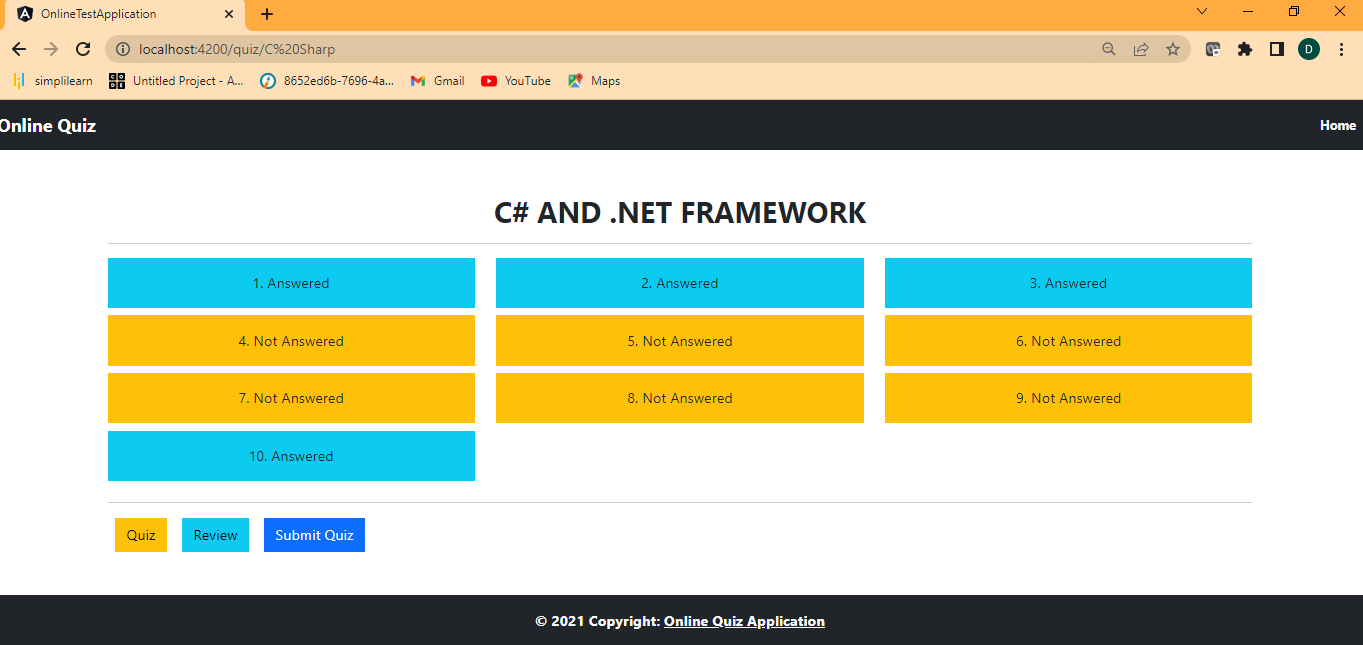 OnlineTestApplication
localhost:4200/quiz/C%20Sharp
D
simplilearn CODE Untitled Project - A... 8652ed6b-7696-4a... Gmail YouTube Maps
Online Quiz Home
C# AND .NET FRAMEWORK
1. Answered 2. Answered 3. Answered
4. Not Answered 5. Not Answered 6. Not Answered
7. Not Answered 8. Not Answered 9. Not Answered
10. Answered
Quiz Review Submit Quiz
© 2021 Copyright: Online Quiz Application